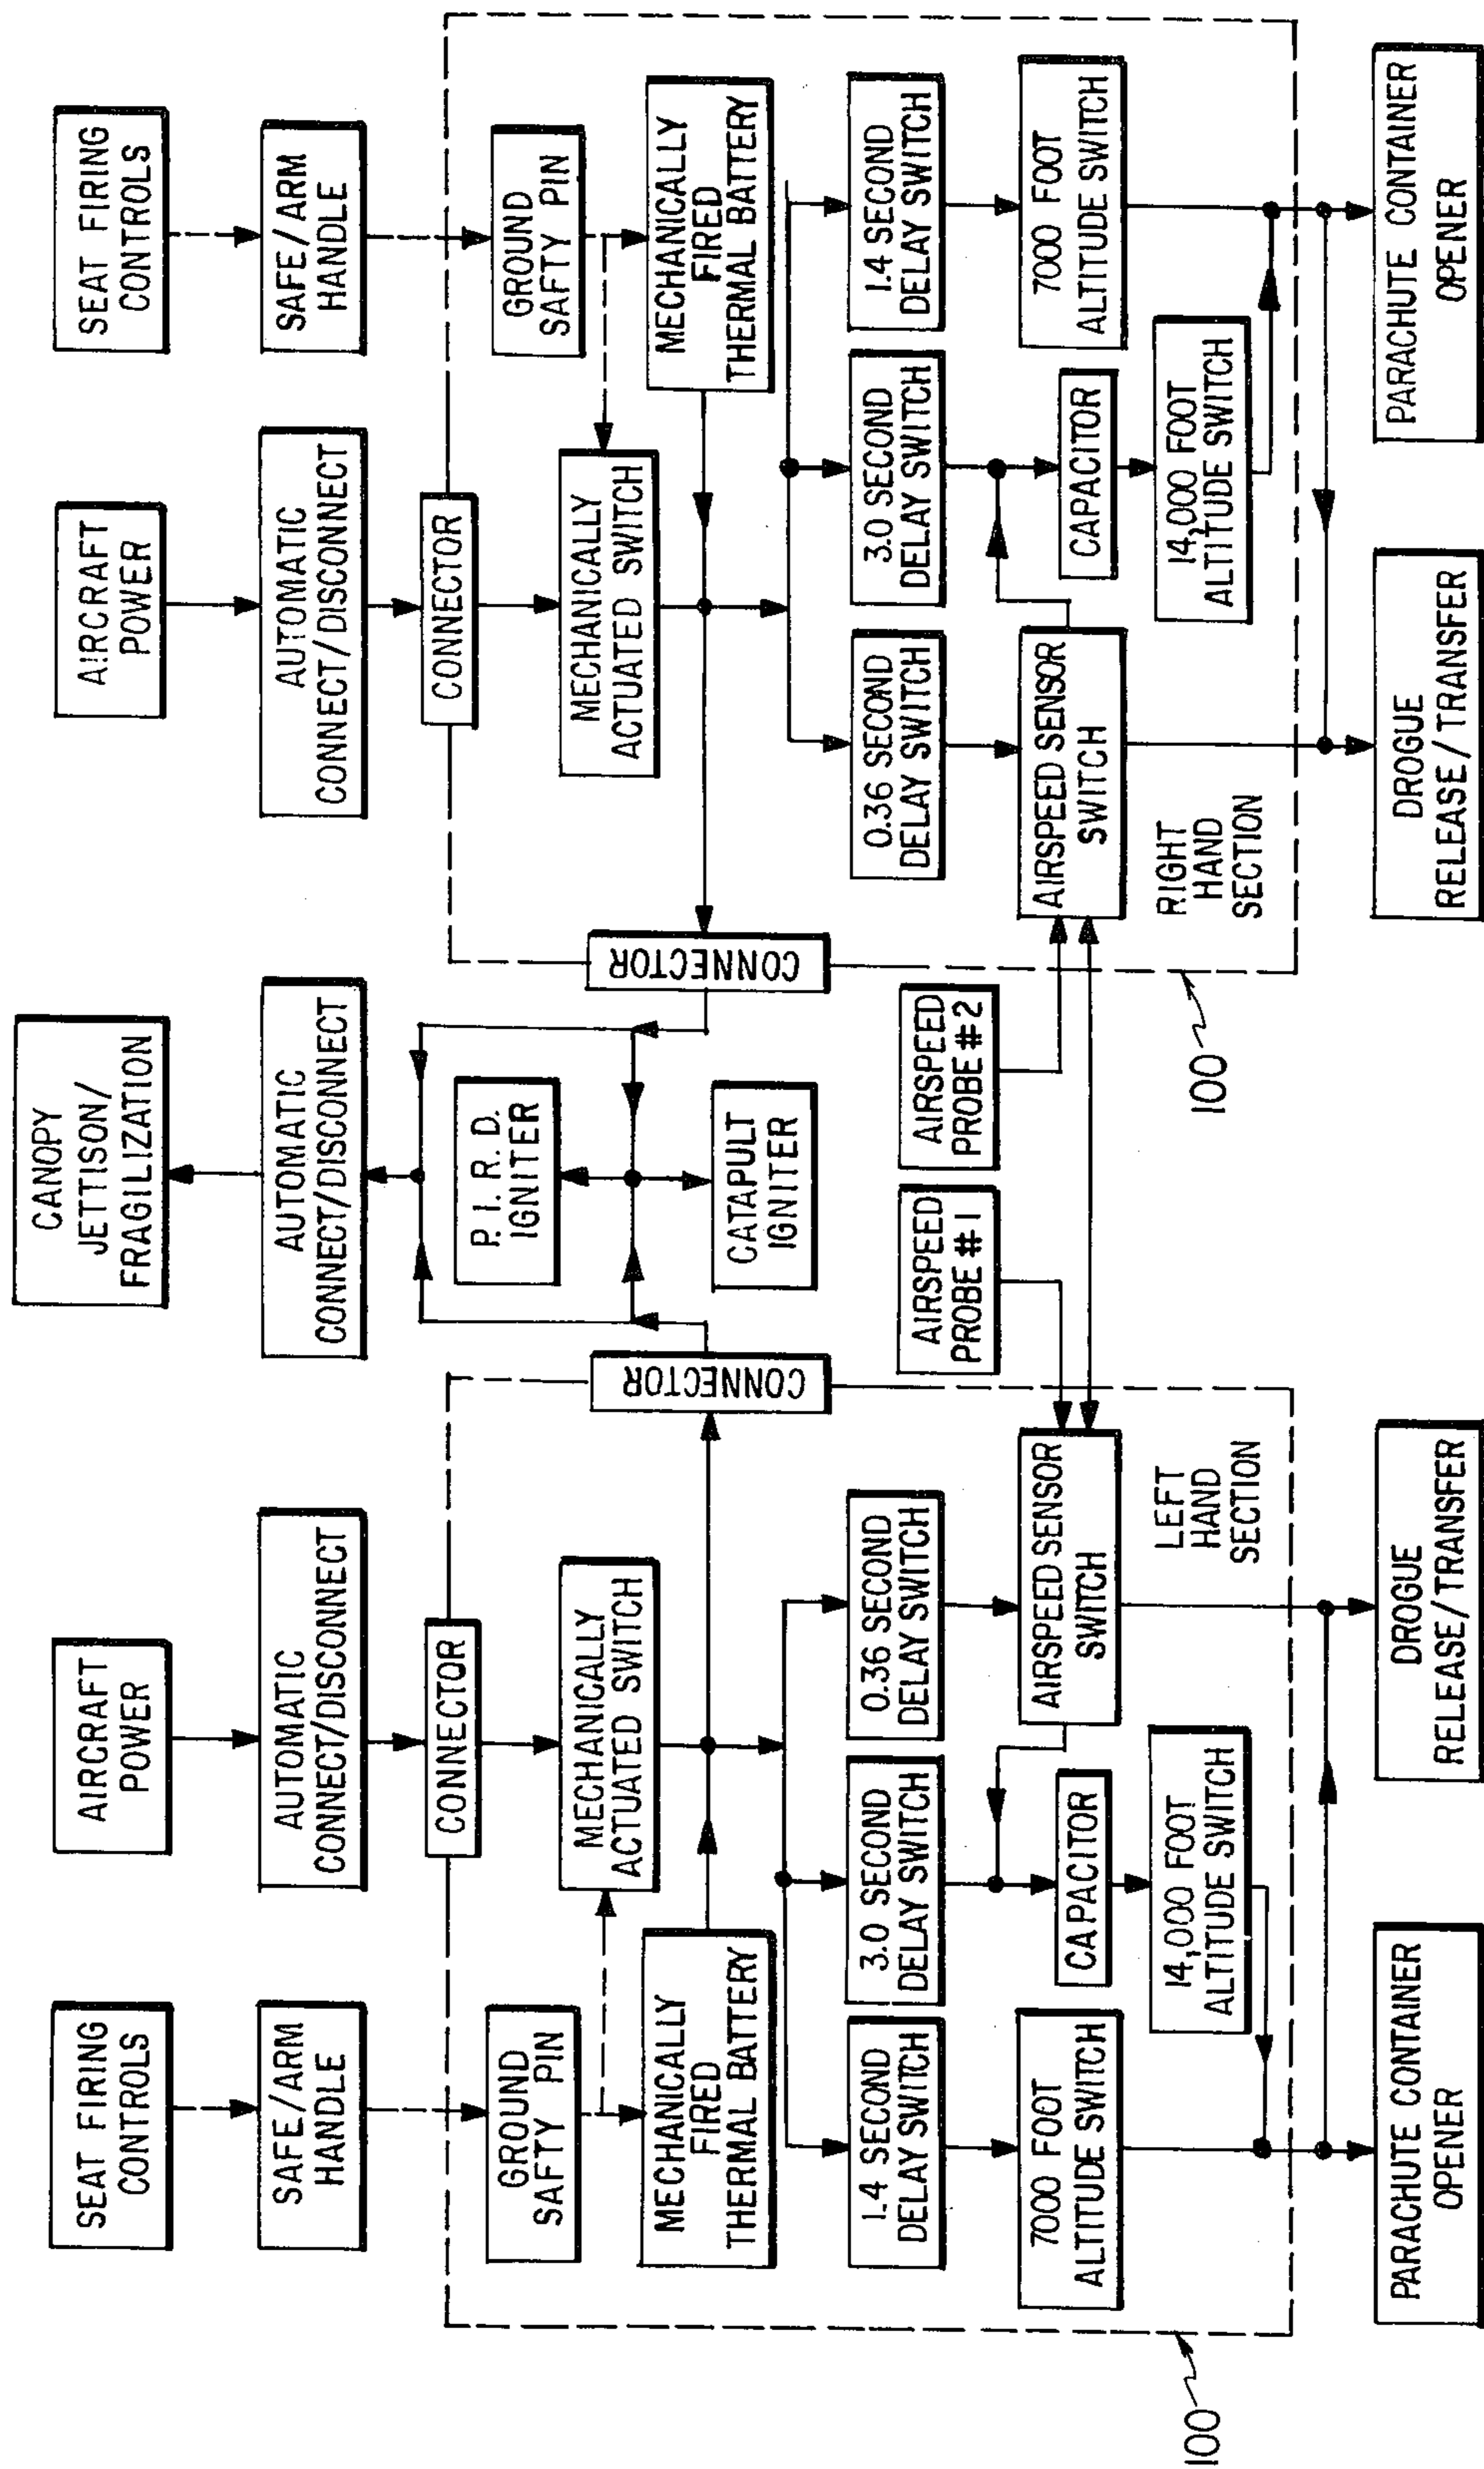 SEAT FIRING
CONTROLS
SAFE/ARM
HANDLE
AIRCRAFT
POWER
AUTOMATIC
CONNECT/DISCONNECT
CONNECTOR
CANOPY
JETTISON/
FRAGILIZATION
AUTOMATIC
CONNECT/DISCONNECT
AIRCRAFT
POWER
AUTOMATIC
CONNECT/DISCONNECT
CONNECTOR
SEAT FIRING
CONTROLS
SAFE/ARM
HANDLE
GROUND
SAFTY PIN
MECHANICALLY
FIRED
THERMAL BATTERY
MECHANICALLY
ACTUATED SWITCH
CONNECTOR
P. I. R. D.
IGNITER
CATAPULT
IGNITER
CONNECTOR
MECHANICALLY
ACTUATED SWITCH
GROUND
SAFTY PIN
MECHANICALLY
FIRED
THERMAL BATTERY
1.4 SECOND
DELAY SWITCH
3.0 SECOND
DELAY SWITCH
0.36 SECOND
DELAY SWITCH
AIRSPEED
PROBE #1
AIRSPEED
PROBE #2
0.36 SECOND
DELAY SWITCH
3.0 SECOND
DELAY SWITCH
1.4 SECOND
DELAY SWITCH
7000 FOOT
ALTITUDE SWITCH
CAPACITOR
14,000 FOOT
ALTITUDE SWITCH
AIRSPEED SENSOR
SWITCH
LEFT
HAND
SECTION
AIRSPEED SENSOR
SWITCH
RIGHT
HAND
SECTION
CAPACITOR
14,000 FOOT
ALTITUDE SWITCH
7000 FOOT
ALTITUDE SWITCH
100
100
PARACHUTE CONTAINER
OPENER
DROGUE
RELEASE/TRANSFER
DROGUE
RELEASE/TRANSFER
PARACHUTE CONTAINER
OPENER